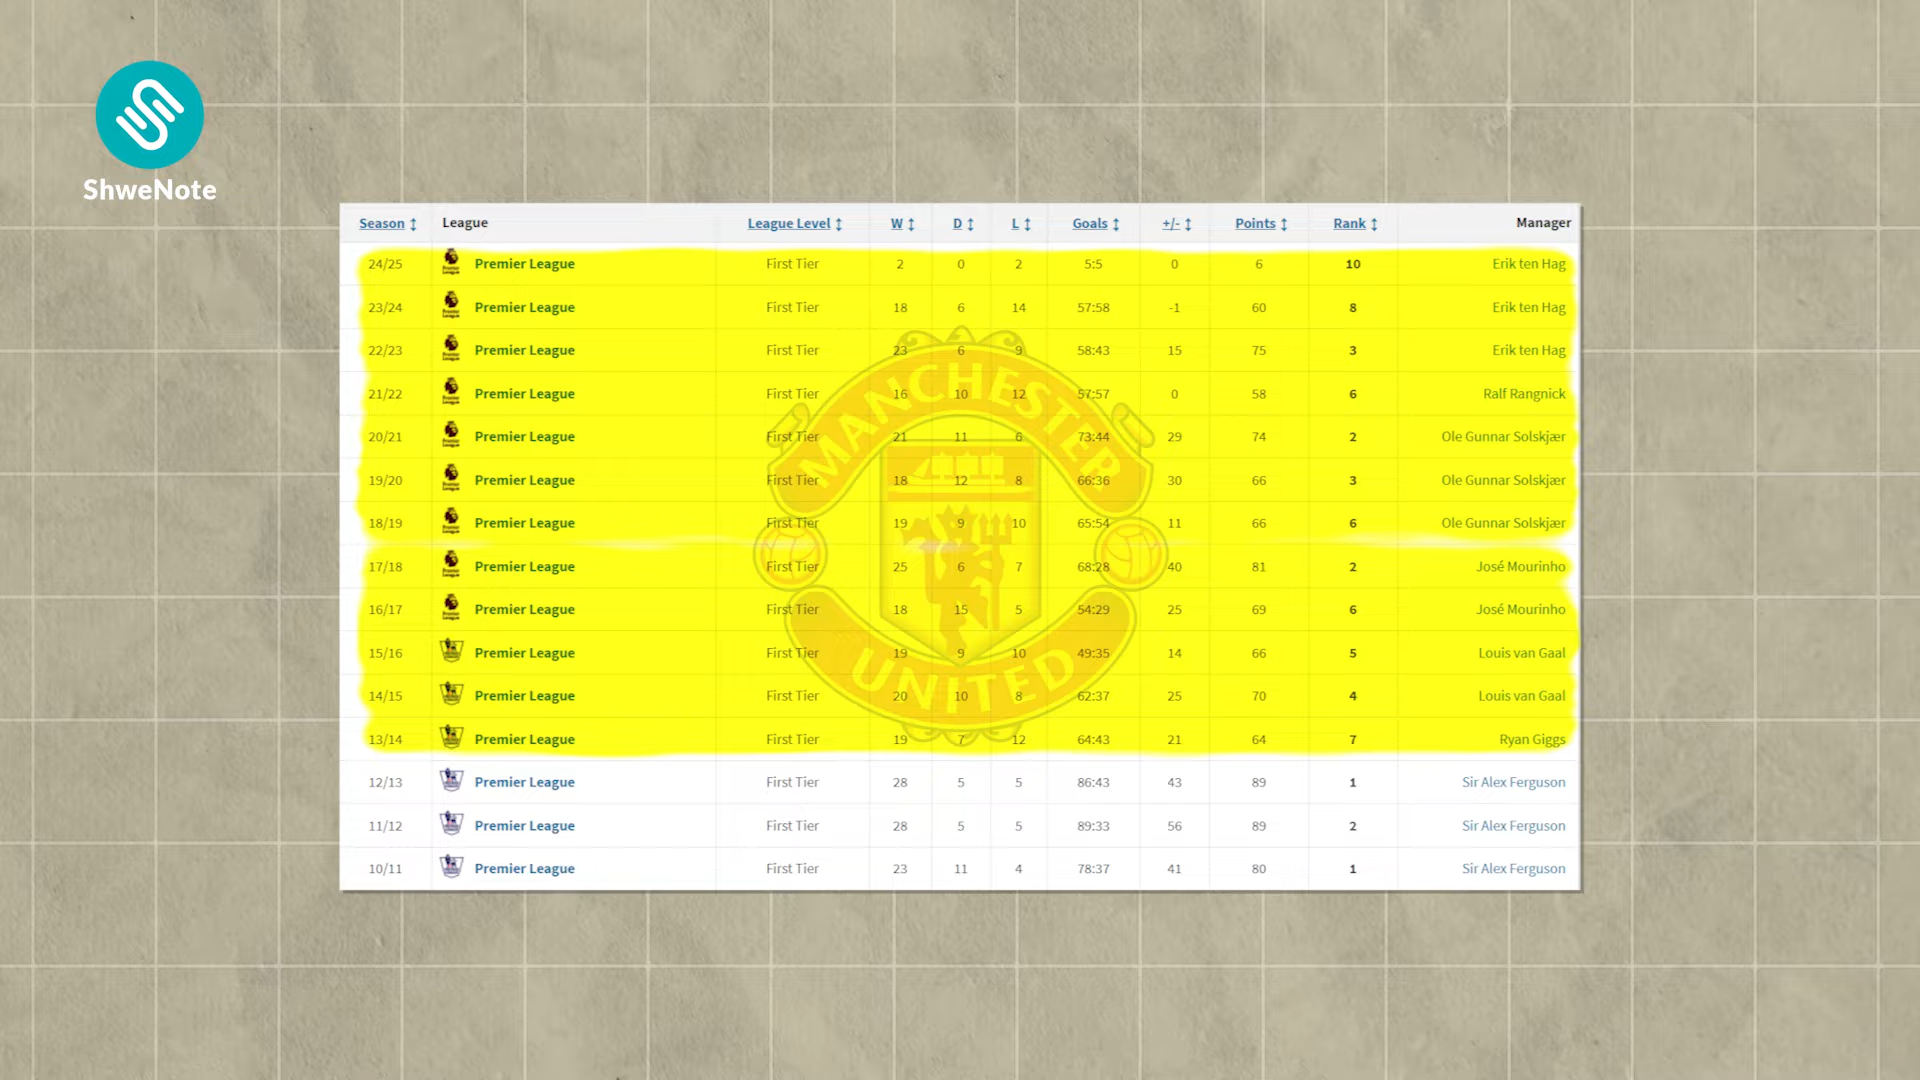 ShweNote
Season League League Level W D L Goals +/- Points Rank Manager
24/25 Premier League First Tier 2 0 2 5:5 0 6 10 Erik ten Hag
23/24 Premier League First Tier 18 6 14 57:58 -1 60 8 Erik ten Hag
22/23 Premier League First Tier 23 6 9 58:43 15 75 3 Erik ten Hag
21/22 Premier League First Tier 16 10 12 57:57 0 58 6 Ralf Rangnick
20/21 Premier League First Tier 21 11 6 73:44 29 74 2 Ole Gunnar Solskjær
19/20 Premier League First Tier 18 12 8 66:36 30 66 3 Ole Gunnar Solskjær
18/19 Premier League First Tier 19 9 10 65:54 11 66 6 Ole Gunnar Solskjær
17/18 Premier League First Tier 25 6 7 68:28 40 81 2 José Mourinho
16/17 Premier League First Tier 18 15 5 54:29 25 69 6 José Mourinho
15/16 Premier League First Tier 19 9 10 49:35 14 66 5 Louis van Gaal
14/15 Premier League First Tier 20 10 8 62:37 25 70 4 Louis van Gaal
13/14 Premier League First Tier 19 7 12 64:43 21 64 7 Ryan Giggs
12/13 Premier League First Tier 28 5 5 86:43 43 89 1 Sir Alex Ferguson
11/12 Premier League First Tier 28 5 5 89:33 56 89 2 Sir Alex Ferguson
10/11 Premier League First Tier 23 11 4 78:37 41 80 1 Sir Alex Ferguson
MANCHESTER
UNITED